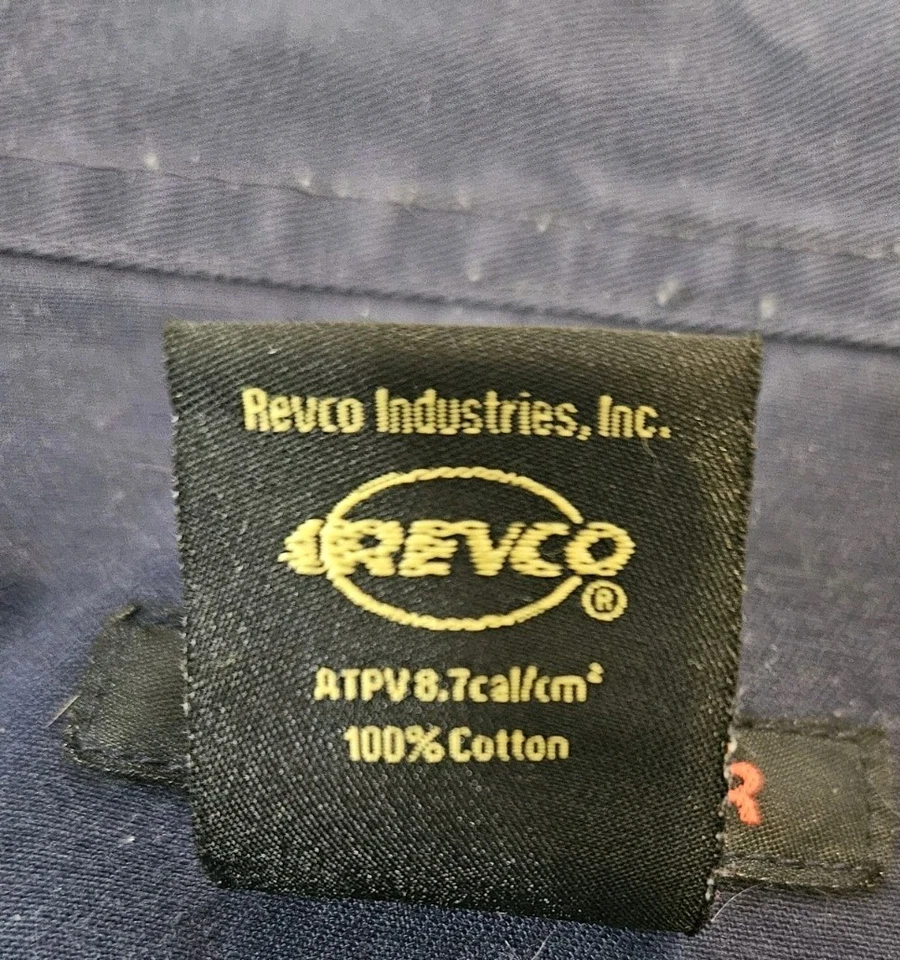 Revco Industries, Inc.
REVCO
®
ATPV 8.7cal/cm²
100% Cotton
R